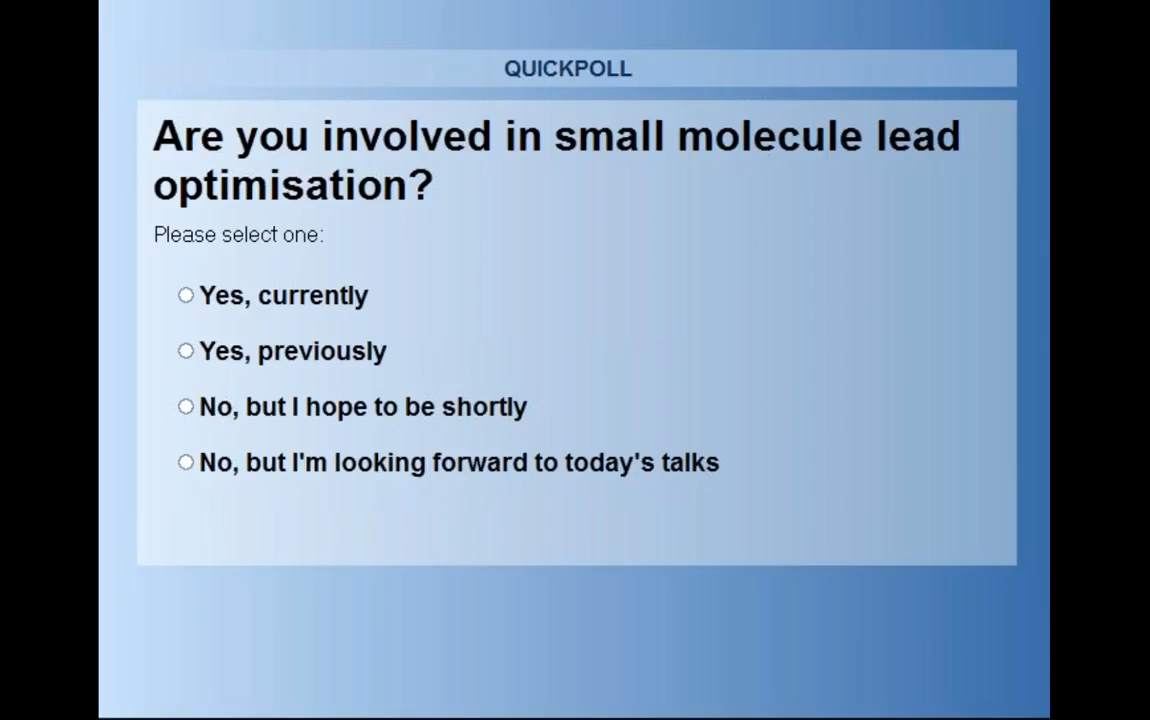 QUICKPOLL
Are you involved in small molecule lead
optimisation?
Please select one:
Yes, currently
Yes, previously
No, but I hope to be shortly
No, but I'm looking forward to today's talks